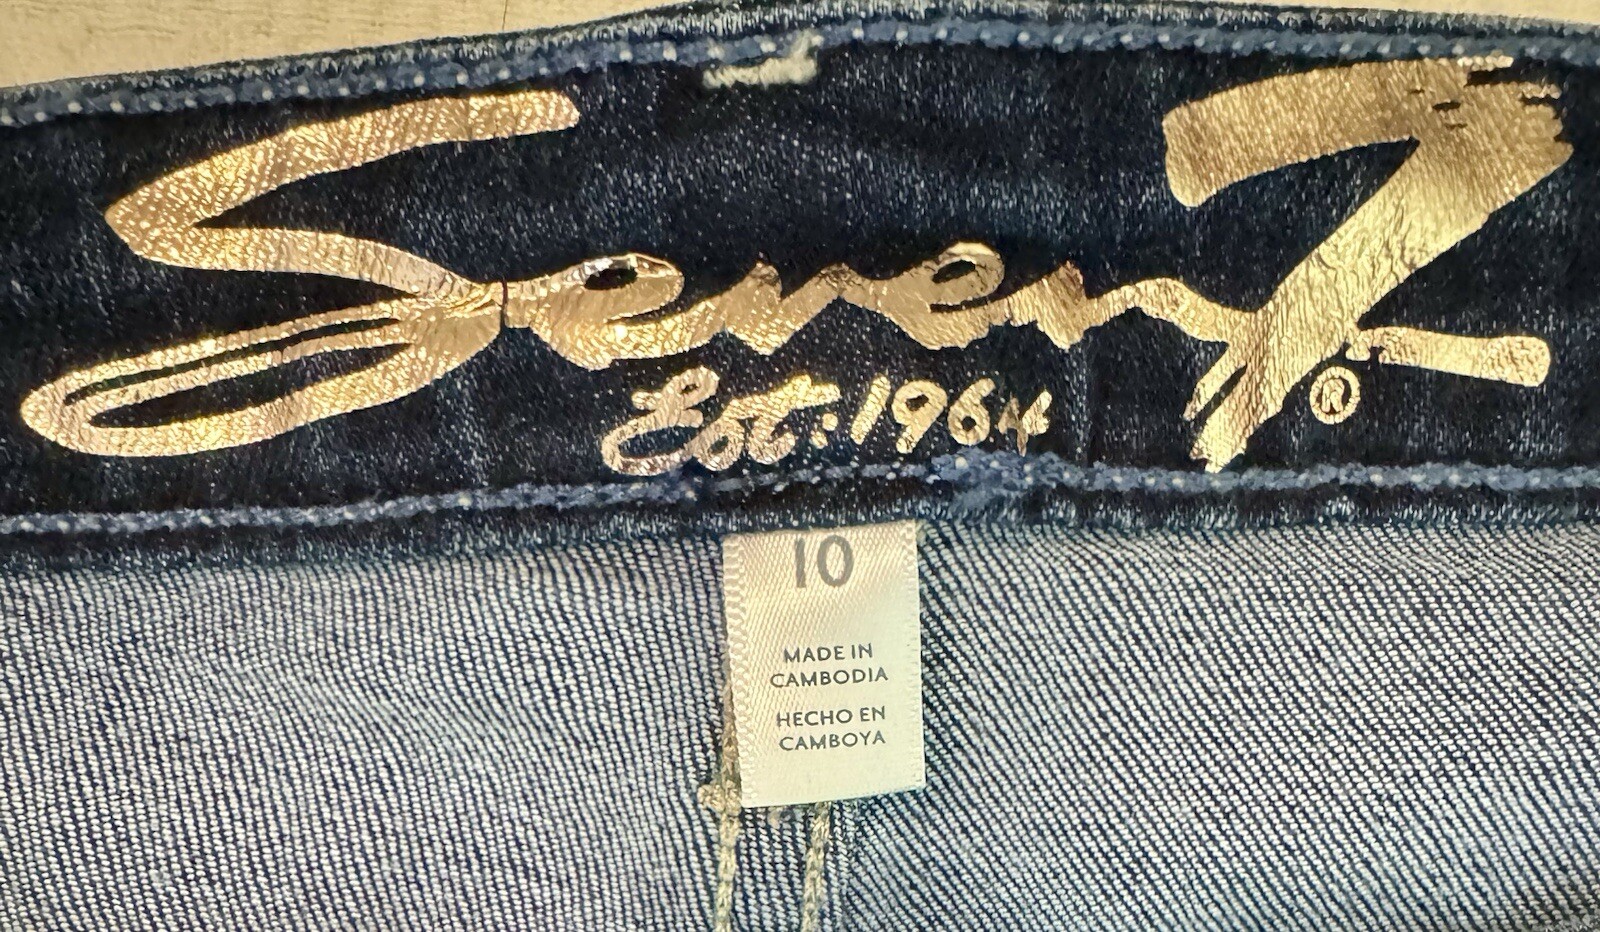 Seven7
Est: 1964
®
10
MADE IN
CAMBODIA
HECHO EN
CAMBOYA